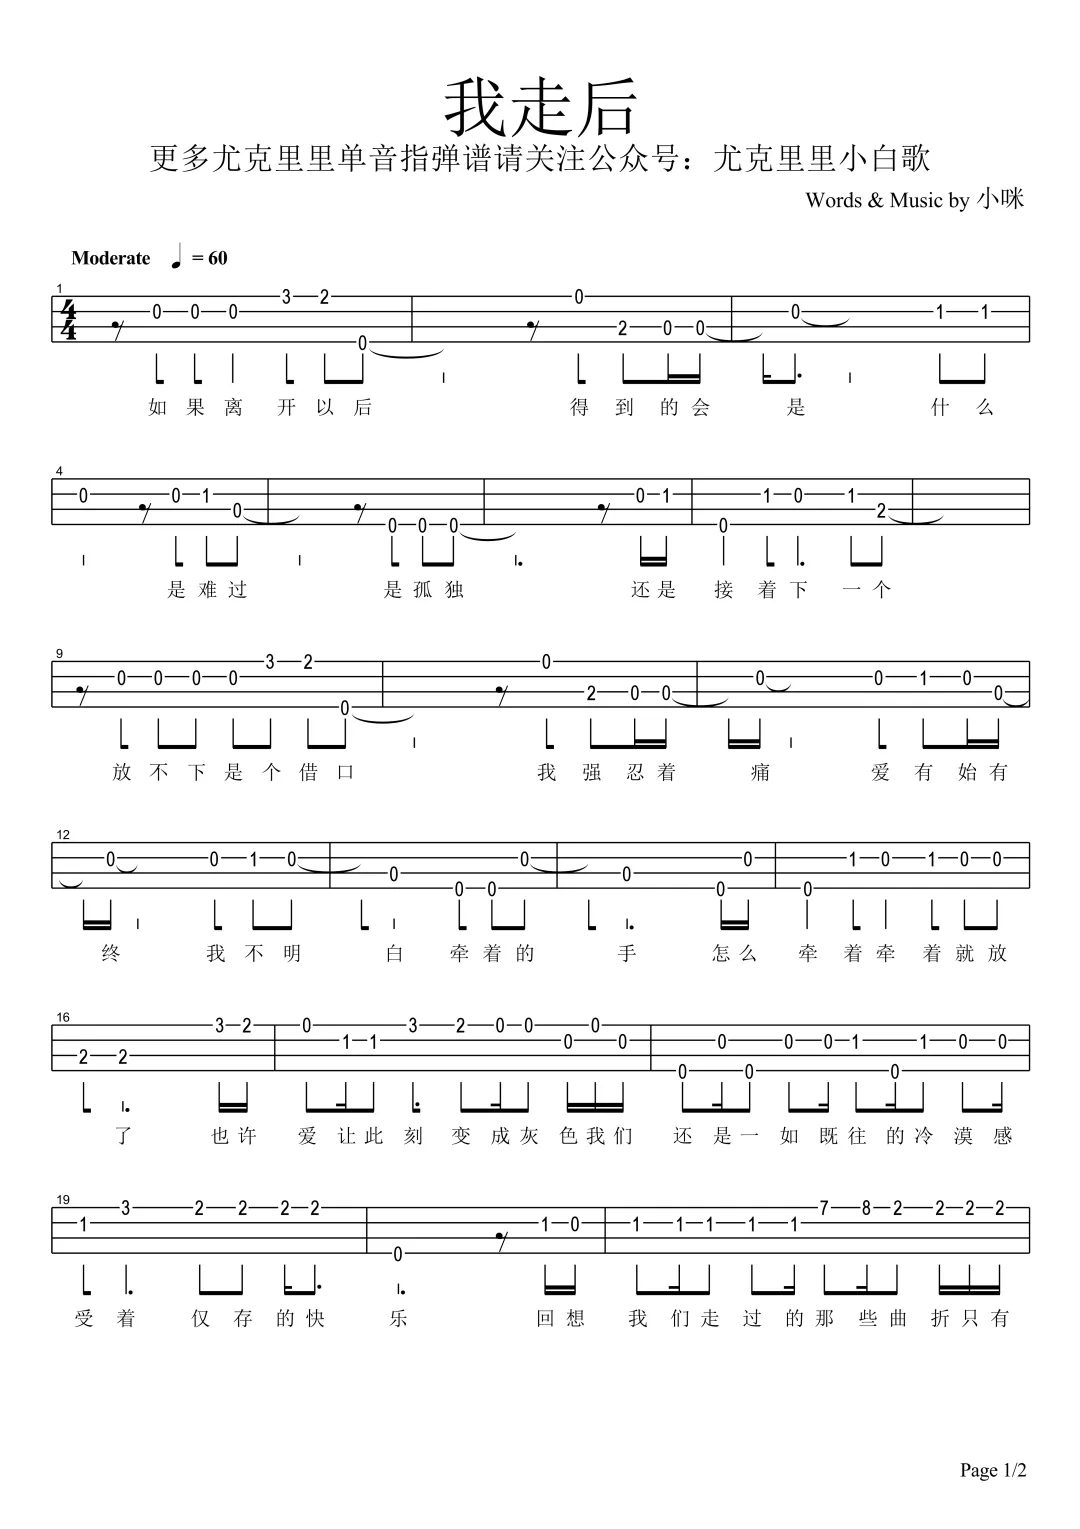 我走后
更多尤克里里单音指弹谱请关注公众号：尤克里里小白歌
Words & Music by 小咪
Moderate = 60
1
4 4
0 0 0 3 2 0 0 2 0 0 0 1 1
如 果 离 开 以 后 得 到 的 会 是 什 么
4
0 0 1 0 0 0 0 0 1 0 1 0 1 2
是 难 过 是 孤 独 还 是 接 着 下 一 个
9
0 0 0 0 3 2 0 0 2 0 0 0 0 1 0 0
放 不 下 是 个 借 口 我 强 忍 着 痛 爱 有 始 有
12
0 0 1 0 0 0 0 0 0 0 0 0 1 0 1 0 0
终 我 不 明 白 牵 着 的 手 怎 么 牵 着 牵 着 就 放
16
2 2 3 2 0 1 1 3 2 0 0 0 0 0 0 0 0 0 0 1 0 1 0 0
了 也 许 爱 让 此 刻 变 成 灰 色 我 们 还 是 一 如 既 往 的 冷 漠 感
19
1 3 2 2 2 2 0 1 0 1 1 1 1 1 7 8 2 2 2 2
受 着 仅 存 的 快 乐 回 想 我 们 走 过 的 那 些 曲 折 只 有
Page 1/2